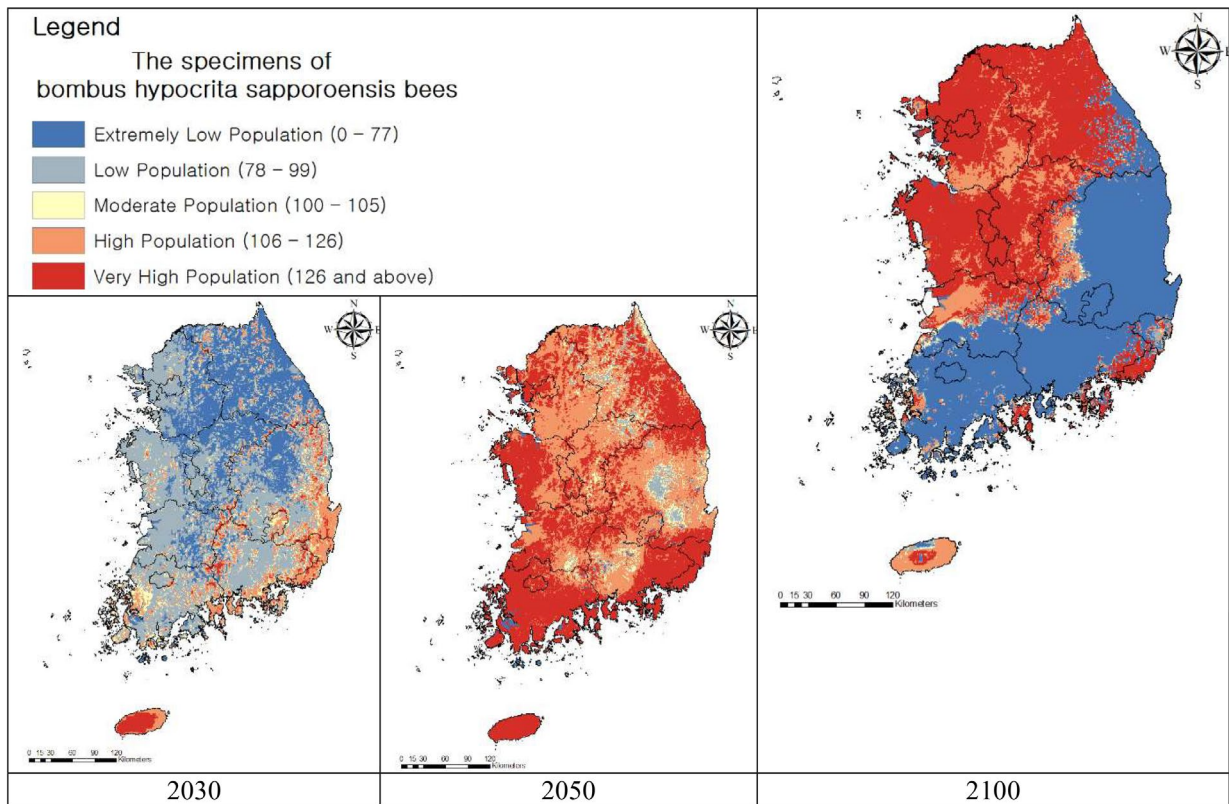 Legend
The specimens of
bombus hypocrita sapporoensis bees
Extremely Low Population (0 - 77)
Low Population (78 - 99)
Moderate Population (100 - 105)
High Population (106 - 126)
Very High Population (126 and above)
N
W E
S
0 15 30 60 90 120
Kilometers
N
W E
S
0 15 30 60 90 120
Kilometers
N
W E
S
0 15 30 60 90 120
Kilometers
2030
2050
2100